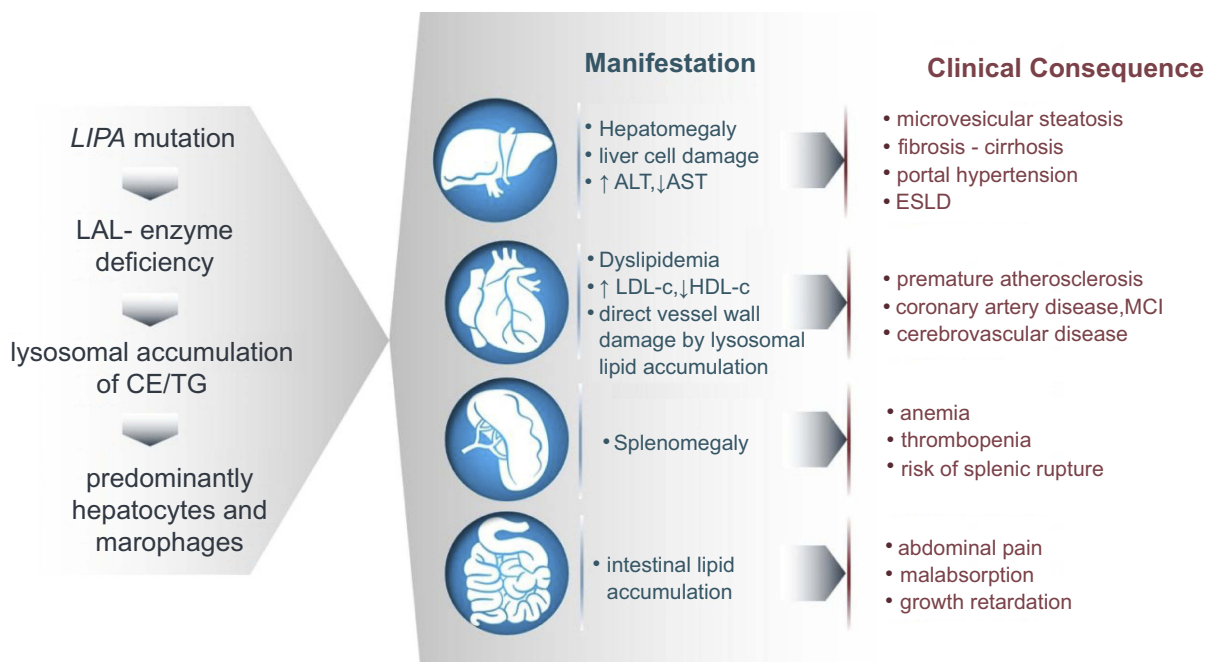 Manifestation
Clinical Consequence
LIPA mutation
LAL- enzyme
deficiency
lysosomal accumulation
of CE/TG
predominantly
hepatocytes and
marophages
• Hepatomegaly
• liver cell damage
• ↑ ALT,↓AST
• microvesicular steatosis
• fibrosis - cirrhosis
• portal hypertension
• ESLD
• Dyslipidemia
• ↑ LDL-c,↓HDL-c
• direct vessel wall
damage by lysosomal
lipid accumulation
• premature atherosclerosis
• coronary artery disease,MCI
• cerebrovascular disease
• Splenomegaly
• anemia
• thrombopenia
• risk of splenic rupture
• intestinal lipid
accumulation
• abdominal pain
• malabsorption
• growth retardation